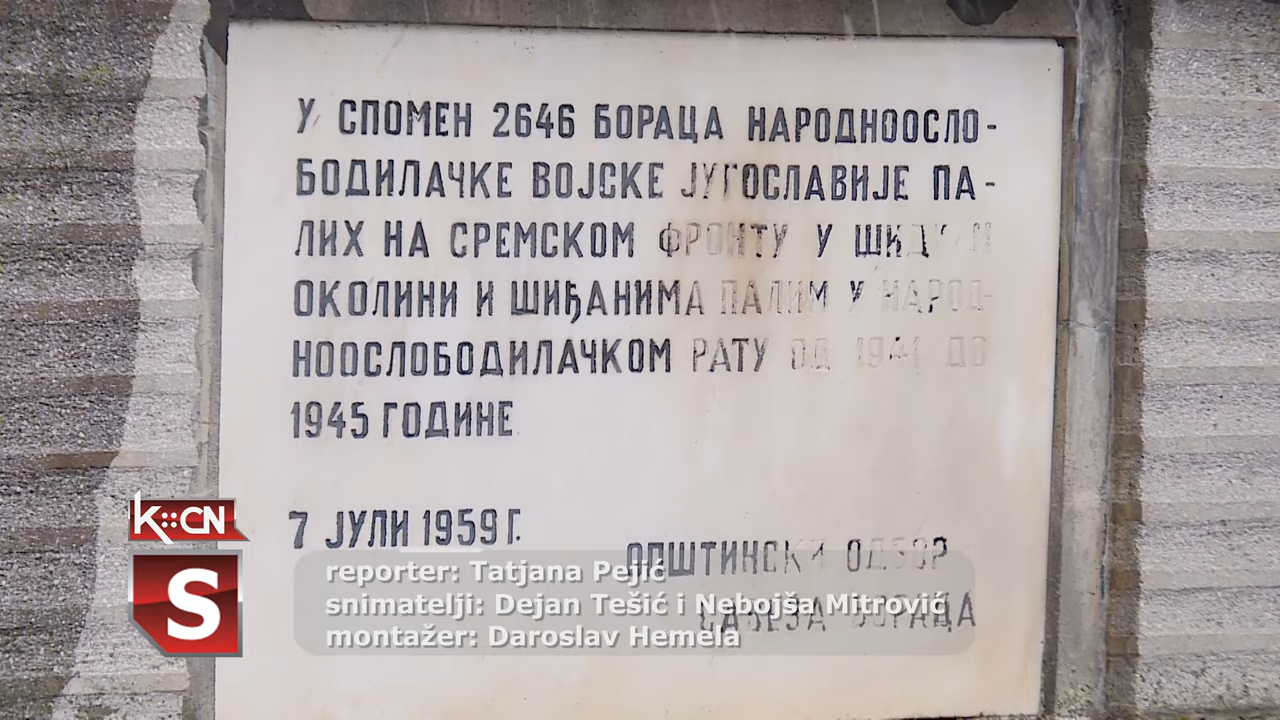 У СПОМЕН 2646 БОРАЦА НАРОДНООСЛО-
БОДИЛАЧКЕ ВОЈСКЕ ЈУГОСЛАВИЈЕ ПА-
ЛИХ НА СРЕМСКОМ ФРОНТУ У ШИДУ И
ОКОЛИНИ И ШИЂАНИМА ПАЛИМ У НАРОД-
НООСЛОБОДИЛАЧКОМ РАТУ ОД 1941 ДО
1945 ГОДИНЕ
7 ЈУЛИ 1959 Г.
ОПШТИНСКИ ОДБОР
САВЕЗА БОРАЦА
K::CN
S
reporter: Tatjana Pejić
snimatelji: Dejan Tešić i Nebojša Mitrović
montažer: Daroslav Hemela